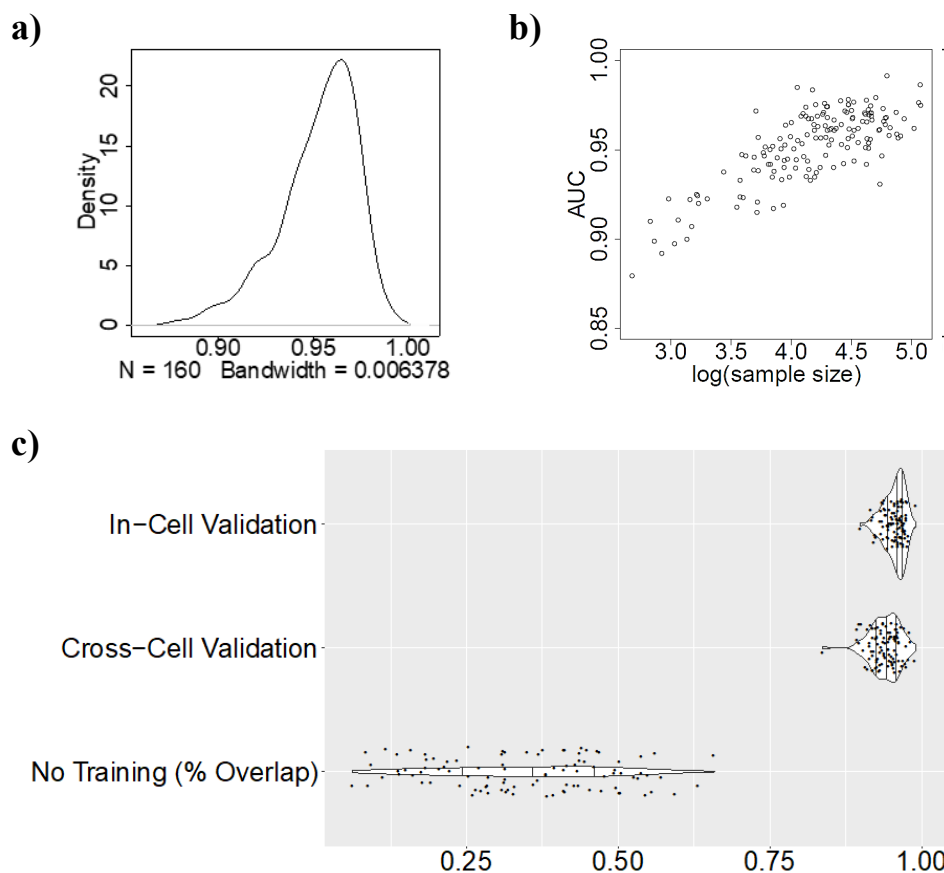 a)
Density
0
5
10
15
20
0.90 0.95 1.00
N = 160 Bandwidth = 0.006378
b)
AUC
0.85
0.90
0.95
1.00
3.0 3.5 4.0 4.5 5.0
log(sample size)
c)
In−Cell Validation
Cross−Cell Validation
No Training (% Overlap)
0.25 0.50 0.75 1.00